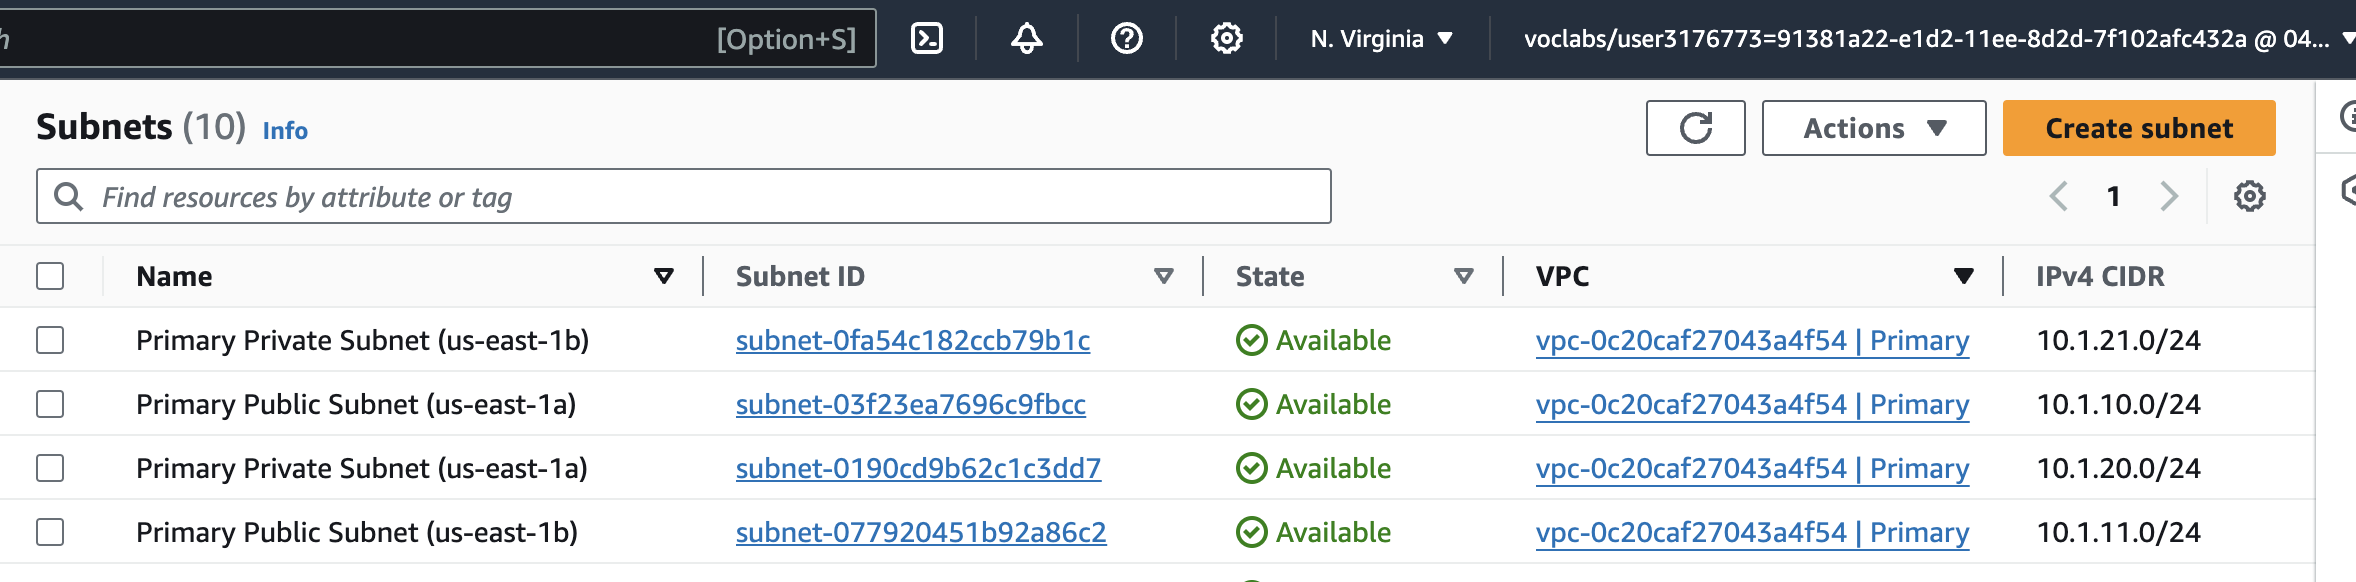 [Option+S] N. Virginia voclabs/user3176773=91381a22-e1d2-11ee-8d2d-7f102afc432a @ 04...
Subnets (10) Info Actions Create subnet
Find resources by attribute or tag 1
Name Subnet ID State VPC IPv4 CIDR
Primary Private Subnet (us-east-1b) subnet-0fa54c182ccb79b1c Available vpc-0c20caf27043a4f54 | Primary 10.1.21.0/24
Primary Public Subnet (us-east-1a) subnet-03f23ea7696c9fbcc Available vpc-0c20caf27043a4f54 | Primary 10.1.10.0/24
Primary Private Subnet (us-east-1a) subnet-0190cd9b62c1c3dd7 Available vpc-0c20caf27043a4f54 | Primary 10.1.20.0/24
Primary Public Subnet (us-east-1b) subnet-077920451b92a86c2 Available vpc-0c20caf27043a4f54 | Primary 10.1.11.0/24